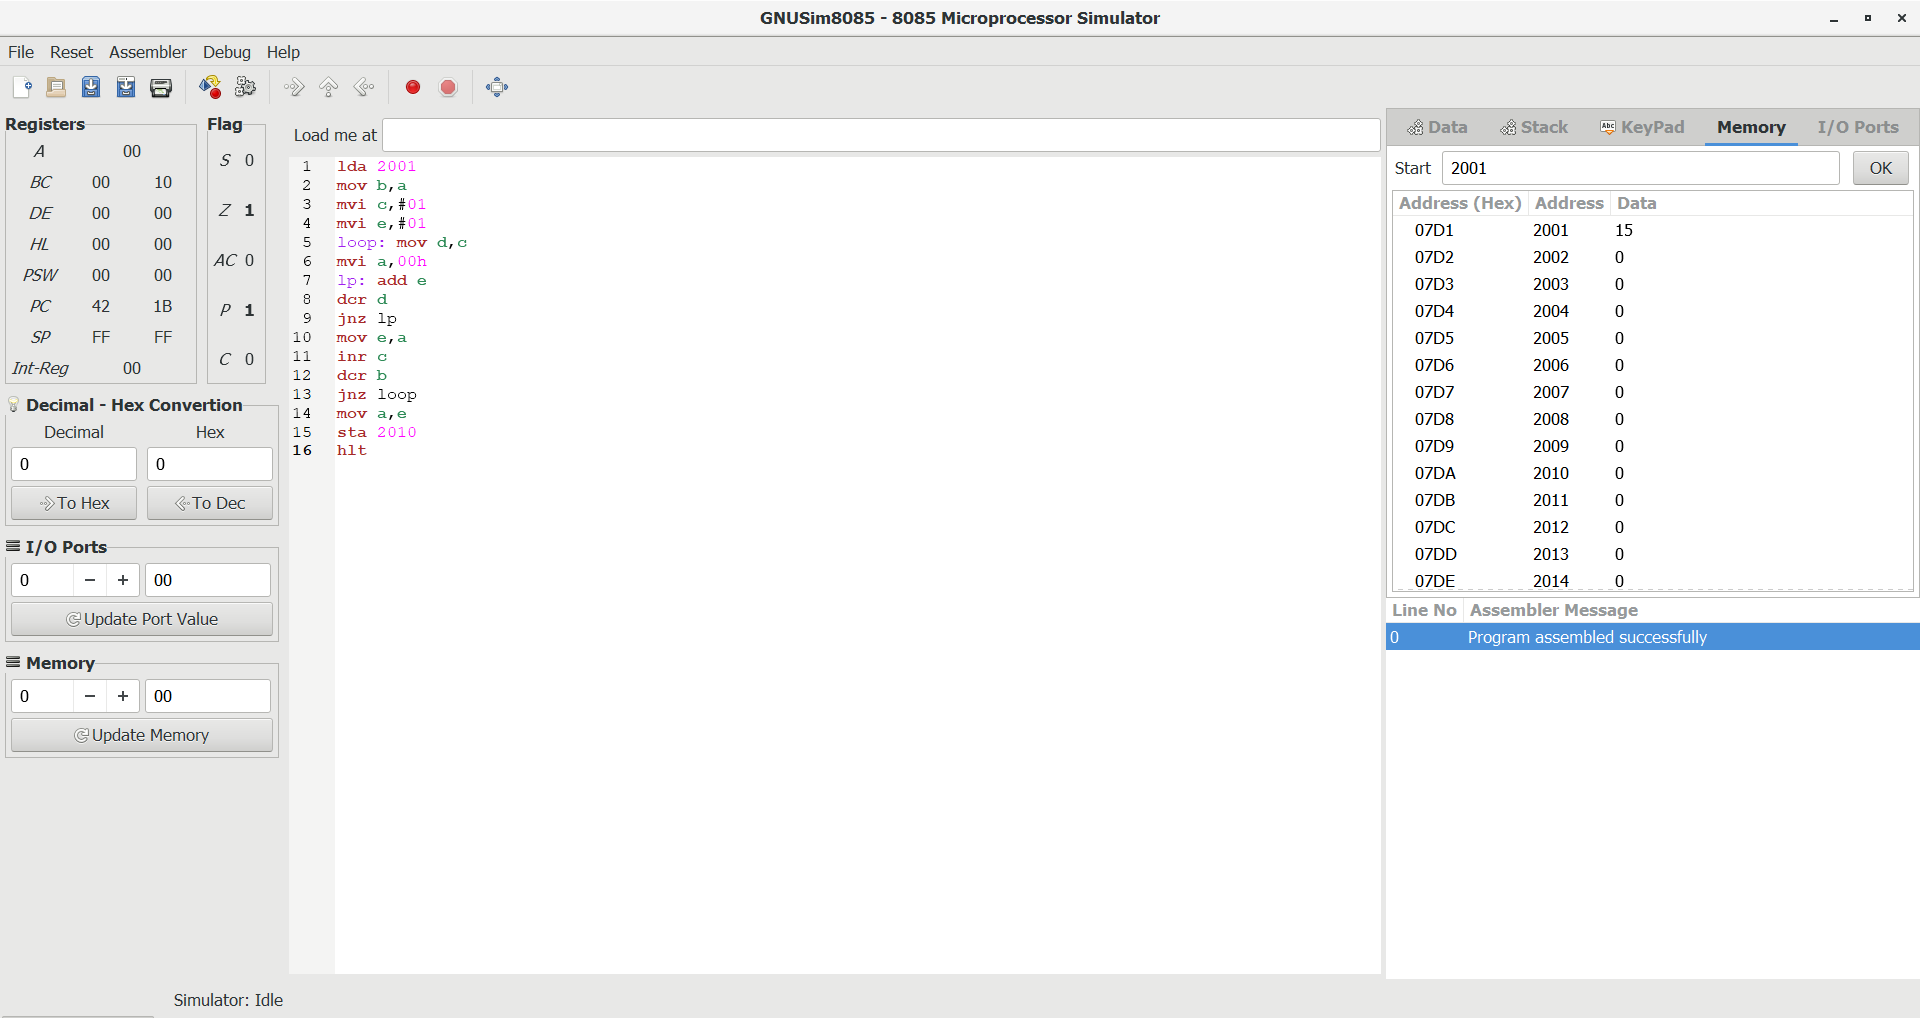 GNUSim8085 - 8085 Microprocessor Simulator
File Reset Assembler Debug Help
Registers
A 00
BC 00 10
DE 00 00
HL 00 00
PSW 00 00
PC 42 1B
SP FF FF
Int-Reg 00
Flag
S 0
Z 1
AC 0
P 1
C 0
Decimal - Hex Convertion
Decimal Hex
0 0
To Hex To Dec
I/O Ports
0 − + 00
Update Port Value
Memory
0 − + 00
Update Memory
Load me at
1 lda 2001
2 mov b,a
3 mvi c,#01
4 mvi e,#01
5 loop: mov d,c
6 mvi a,00h
7 lp: add e
8 dcr d
9 jnz lp
10 mov e,a
11 inr c
12 dcr b
13 jnz loop
14 mov a,e
15 sta 2010
16 hlt
Data Stack Abc KeyPad Memory I/O Ports
Start 2001 OK
Address (Hex) Address Data
07D1 2001 15
07D2 2002 0
07D3 2003 0
07D4 2004 0
07D5 2005 0
07D6 2006 0
07D7 2007 0
07D8 2008 0
07D9 2009 0
07DA 2010 0
07DB 2011 0
07DC 2012 0
07DD 2013 0
07DE 2014 0
Line No Assembler Message
0 Program assembled successfully
Simulator: Idle